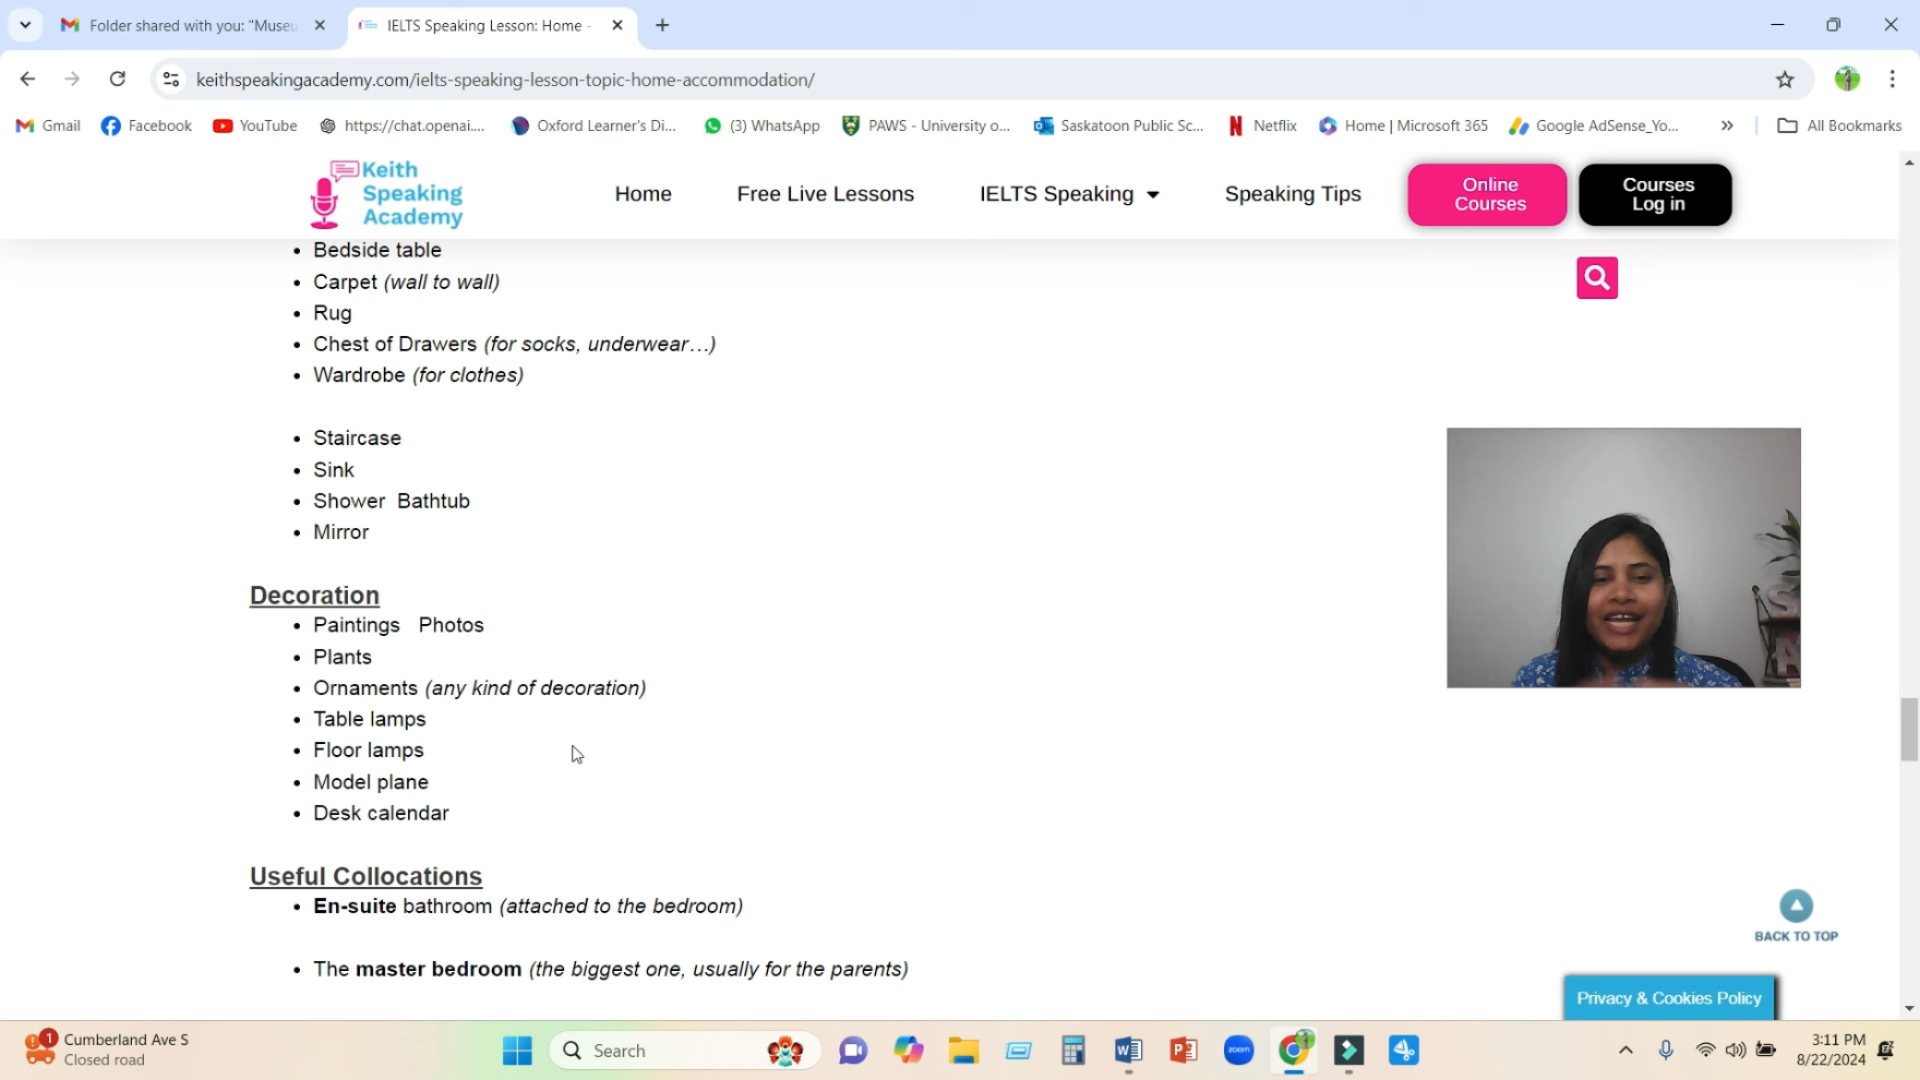 Folder shared with you: "Museu
IELTS Speaking Lesson: Home -
keithspeakingacademy.com/ielts-speaking-lesson-topic-home-accommodation/
Gmail
Facebook
YouTube
https://chat.openai....
Oxford Learner's Di...
(3) WhatsApp
PAWS - University o...
Saskatoon Public Sc...
Netflix
Home | Microsoft 365
Google AdSense_Yo...
All Bookmarks
Keith
Speaking
Academy
Home
Free Live Lessons
IELTS Speaking
Speaking Tips
Online
Courses
Courses
Log in
• Bedside table
• Carpet (wall to wall)
• Rug
• Chest of Drawers (for socks, underwear…)
• Wardrobe (for clothes)
• Staircase
• Sink
• Shower Bathtub
• Mirror
Decoration
• Paintings Photos
• Plants
• Ornaments (any kind of decoration)
• Table lamps
• Floor lamps
• Model plane
• Desk calendar
Useful Collocations
• En-suite bathroom (attached to the bedroom)
• The master bedroom (the biggest one, usually for the parents)
BACK TO TOP
Privacy & Cookies Policy
1
Cumberland Ave S
Closed road
Search
zoom
3:11 PM
8/22/2024